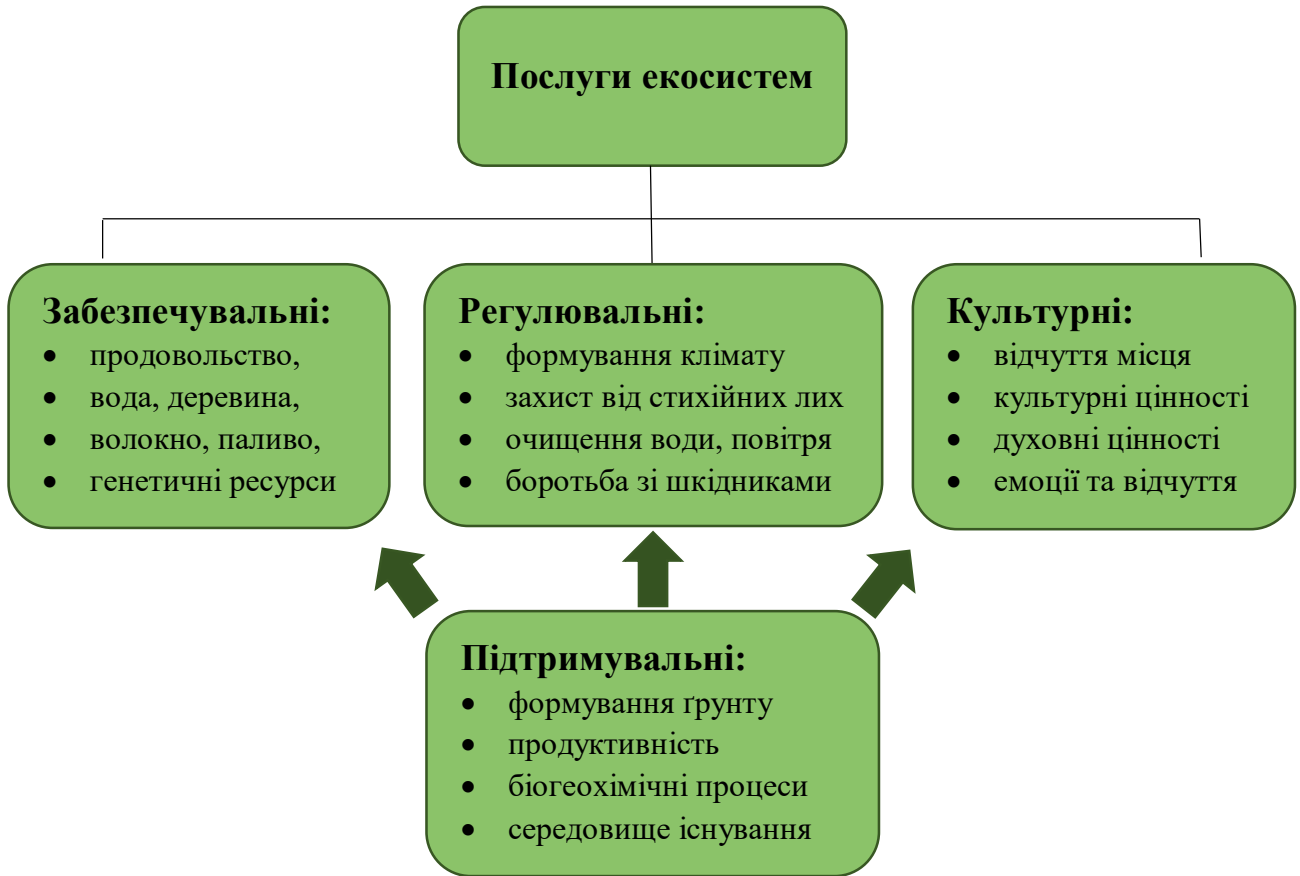 Послуги екосистем
Забезпечувальні:
• продовольство,
• вода, деревина,
• волокно, паливо,
• генетичні ресурси
Регулювальні:
• формування клімату
• захист від стихійних лих
• очищення води, повітря
• боротьба зі шкідниками
Культурні:
• відчуття місця
• культурні цінності
• духовні цінності
• емоції та відчуття
Підтримувальні:
• формування ґрунту
• продуктивність
• біогеохімічні процеси
• середовище існування